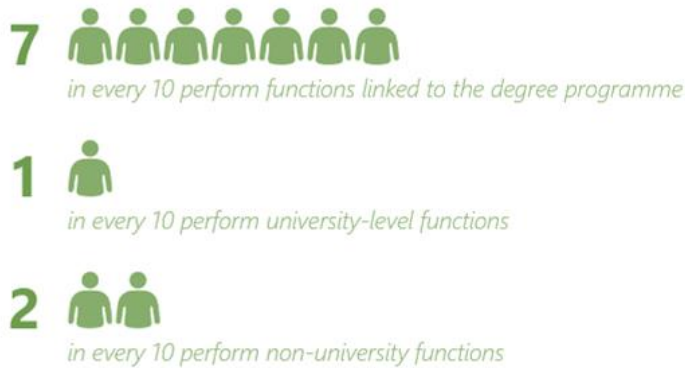 7
in every 10 perform functions linked to the degree programme
1
in every 10 perform university-level functions
2
in every 10 perform non-university functions